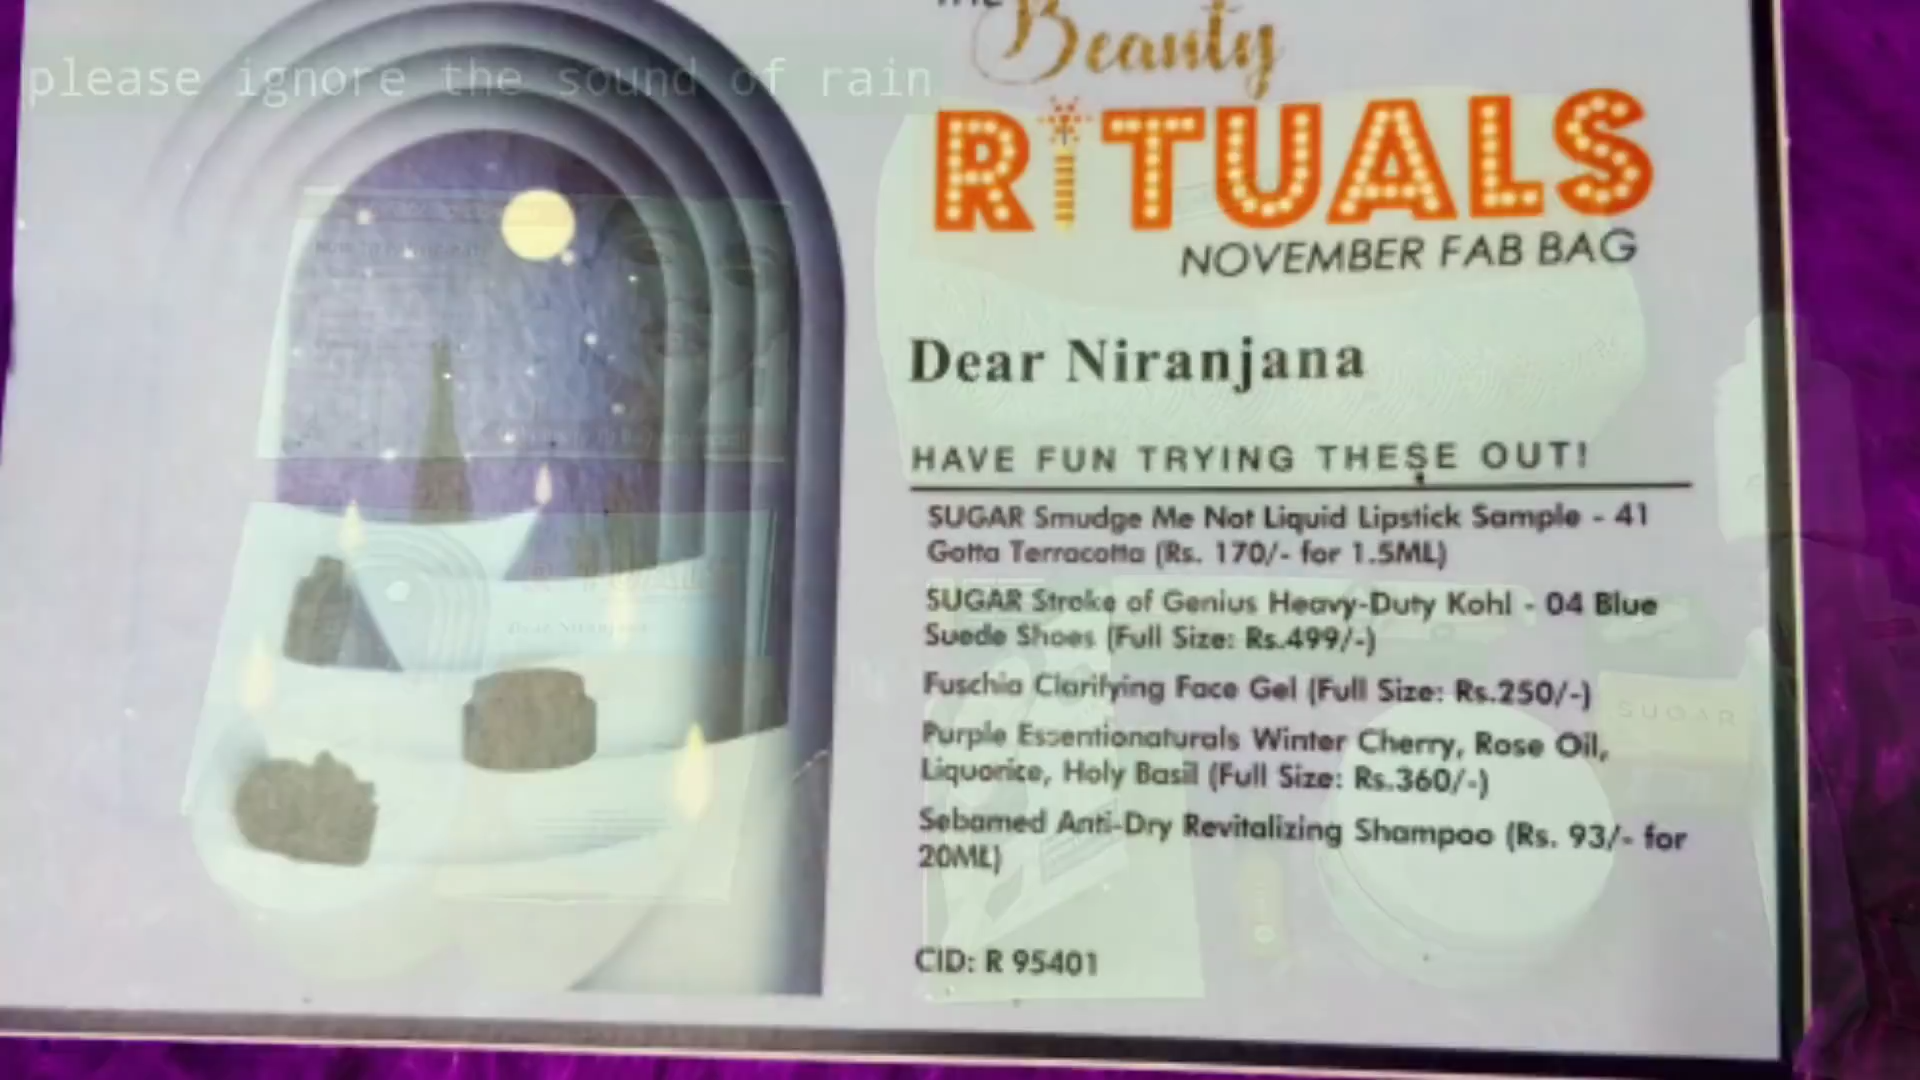 please ignore the sound of rain
THE
Beauty
RiTUALS
NOVEMBER FAB BAG
Dear Niranjana
HAVE FUN TRYING THESE OUT!
SUGAR Smudge Me Not Liquid Lipstick Sample - 41
Gotta Terracotta (Rs. 170/- for 1.5ML)
SUGAR Stroke of Genius Heavy-Duty Kohl - 04 Blue
Suede Shoes (Full Size: Rs.499/-)
Fuschia Clarifying Face Gel (Full Size: Rs.250/-)
Purple Essentionaturals Winter Cherry, Rose Oil,
Liquorice, Holy Basil (Full Size: Rs.360/-)
Sebamed Anti-Dry Revitalizing Shampoo (Rs. 93/- for
20ML)
CID: R 95401
SUGAR
Dear Niranjana